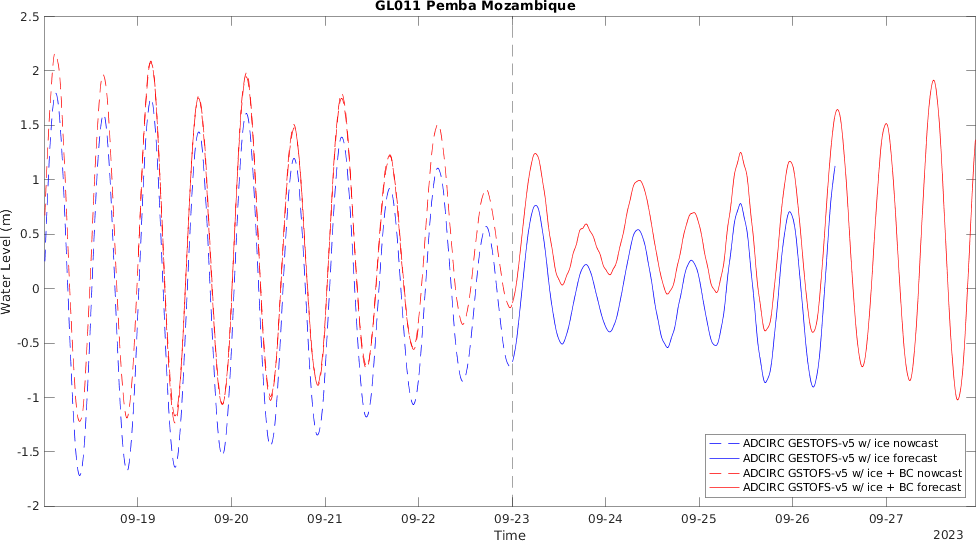 GL011 Pemba Mozambique
2.5
2
1.5
1
0.5
0
-0.5
-1
-1.5
-2
Water Level (m)
ADCIRC GESTOFS-v5 w/ ice nowcast
ADCIRC GESTOFS-v5 w/ ice forecast
ADCIRC GSTOFS-v5 w/ ice + BC nowcast
ADCIRC GSTOFS-v5 w/ ice + BC forecast
09-19 09-20 09-21 09-22 09-23 09-24 09-25 09-26 09-27
Time
2023